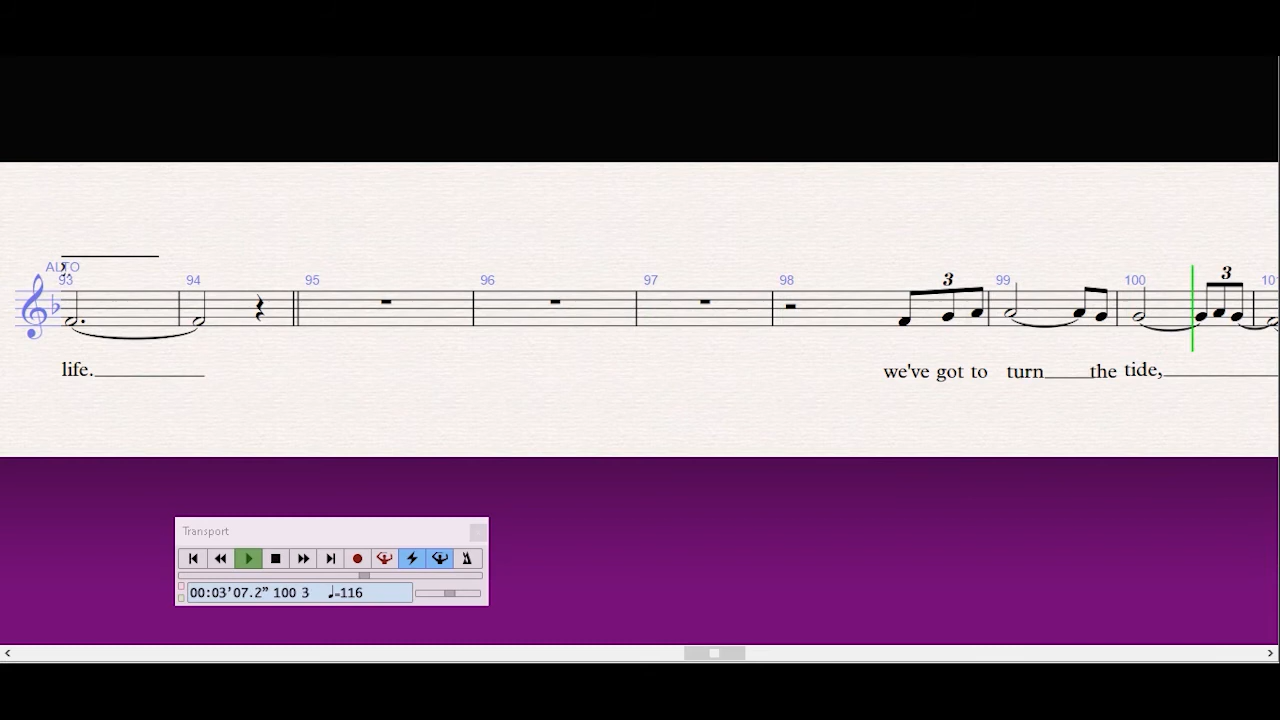 ALTO
93 94 95 96 97 98 99 100
3 3
life. we've got to turn the tide,
Transport
00:03'07.2" 100 3 ♩=116